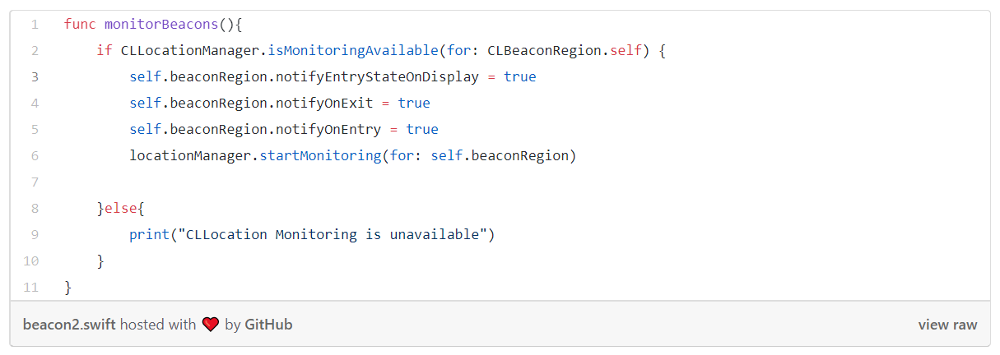 1 func monitorBeacons(){
2 if CLLocationManager.isMonitoringAvailable(for: CLBeaconRegion.self) {
3 self.beaconRegion.notifyEntryStateOnDisplay = true
4 self.beaconRegion.notifyOnExit = true
5 self.beaconRegion.notifyOnEntry = true
6 locationManager.startMonitoring(for: self.beaconRegion)
7
8 }else{
9 print("CLLocation Monitoring is unavailable")
10 }
11 }
beacon2.swift hosted with ❤ by GitHub view raw